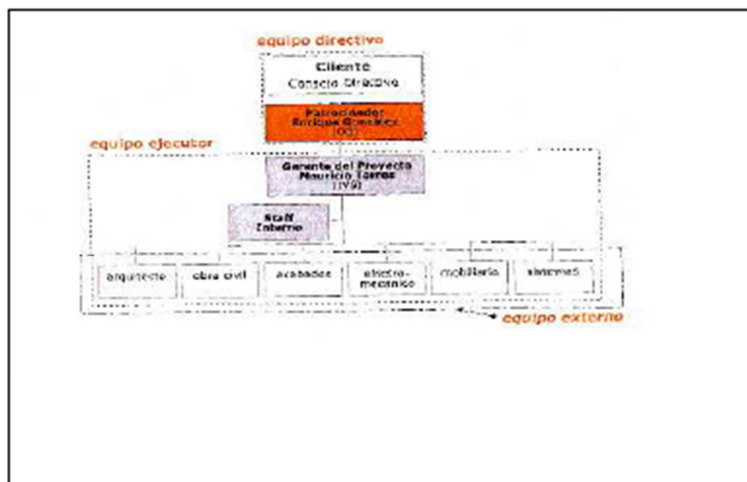 equipo directivo
Cliente
Consejo Directivo
Patrocinador
Enrique González
equipo ejecutor
Gerente del Proyecto
Mauricio Torres
Staff
Interno
arquitecto
obra civil
acabados
electro-
mecánico
mobiliario
equipo externo